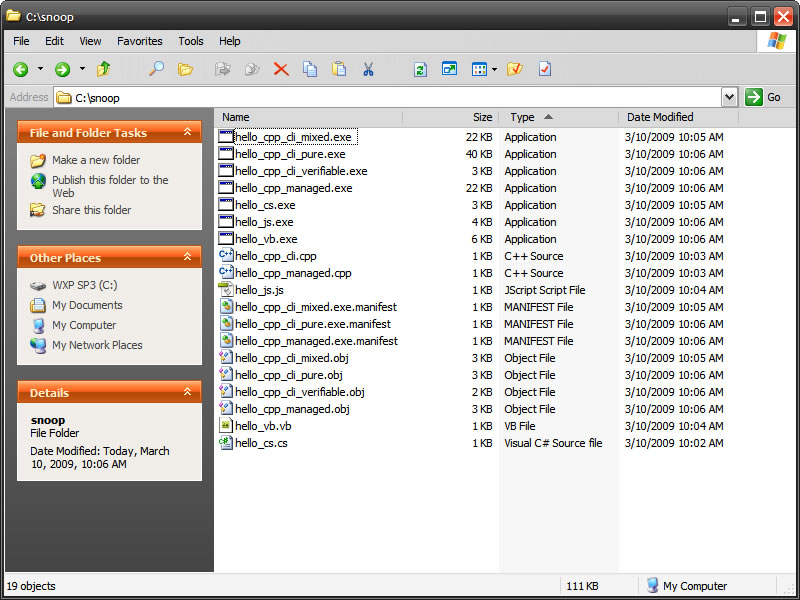 C:\snoop
File Edit View Favorites Tools Help
Address C:\snoop Go
File and Folder Tasks
Make a new folder
Publish this folder to the
Web
Share this folder
Other Places
WXP SP3 (C:)
My Documents
My Computer
My Network Places
Details
snoop
File Folder
Date Modified: Today, March
10, 2009, 10:06 AM
Name Size Type Date Modified
hello_cpp_cli_mixed.exe 22 KB Application 3/10/2009 10:05 AM
hello_cpp_cli_pure.exe 40 KB Application 3/10/2009 10:06 AM
hello_cpp_cli_verifiable.exe 3 KB Application 3/10/2009 10:06 AM
hello_cpp_managed.exe 22 KB Application 3/10/2009 10:06 AM
hello_cs.exe 3 KB Application 3/10/2009 10:05 AM
hello_js.exe 4 KB Application 3/10/2009 10:06 AM
hello_vb.exe 6 KB Application 3/10/2009 10:06 AM
hello_cpp_cli.cpp 1 KB C++ Source 3/10/2009 10:03 AM
hello_cpp_managed.cpp 1 KB C++ Source 3/10/2009 10:03 AM
hello_js.js 1 KB JScript Script File 3/10/2009 10:04 AM
hello_cpp_cli_mixed.exe.manifest 1 KB MANIFEST File 3/10/2009 10:05 AM
hello_cpp_cli_pure.exe.manifest 1 KB MANIFEST File 3/10/2009 10:06 AM
hello_cpp_managed.exe.manifest 1 KB MANIFEST File 3/10/2009 10:06 AM
hello_cpp_cli_mixed.obj 3 KB Object File 3/10/2009 10:05 AM
hello_cpp_cli_pure.obj 3 KB Object File 3/10/2009 10:06 AM
hello_cpp_cli_verifiable.obj 2 KB Object File 3/10/2009 10:06 AM
hello_cpp_managed.obj 3 KB Object File 3/10/2009 10:06 AM
hello_vb.vb 1 KB VB File 3/10/2009 10:04 AM
hello_cs.cs 1 KB Visual C# Source file 3/10/2009 10:02 AM
19 objects 111 KB My Computer